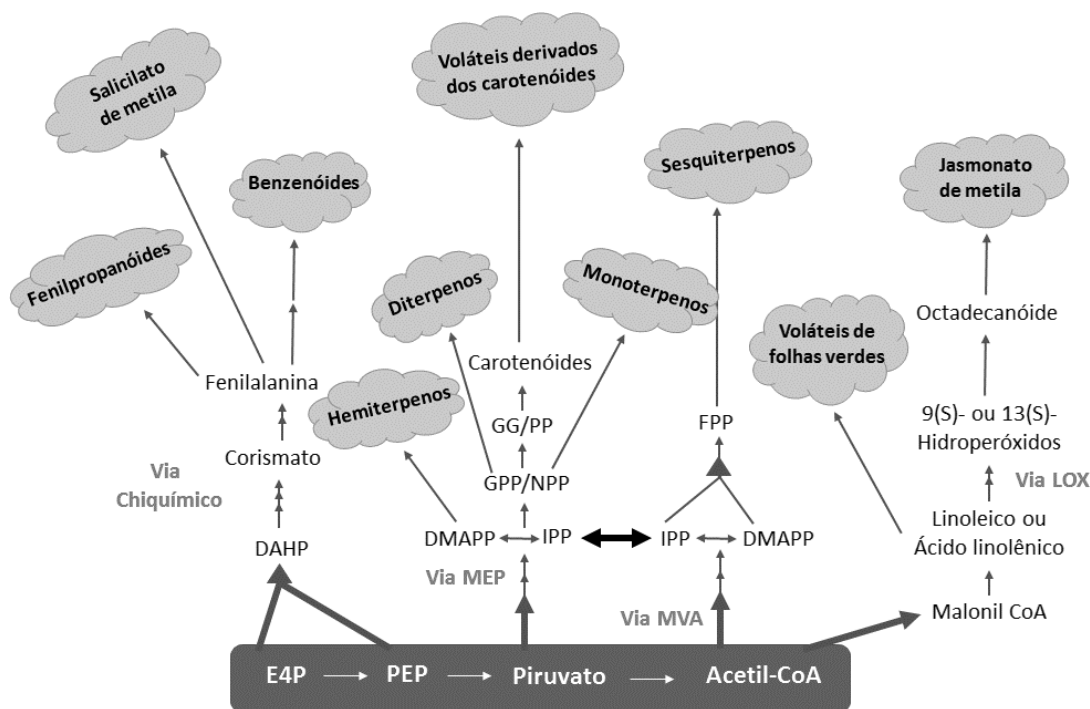 Salicilato
de metila
Voláteis derivados
dos carotenóides
Sesquiterpenos
Jasmonato
de metila
Benzenóides
Fenilpropanóides
Diterpenos
Monoterpenos
Voláteis de
folhas verdes
Octadecanóide
Carotenóides
Fenilalanina
Hemiterpenos
GG/PP
FPP
9(S)- ou 13(S)-
Hidroperóxidos
Corismato
Via
Chiquímico
GPP/NPP
Via LOX
Linoleico ou
Ácido linolênico
DAHP
DMAPP
IPP
IPP
DMAPP
Via MEP
Via MVA
Malonil CoA
E4P
PEP
Piruvato
Acetil-CoA